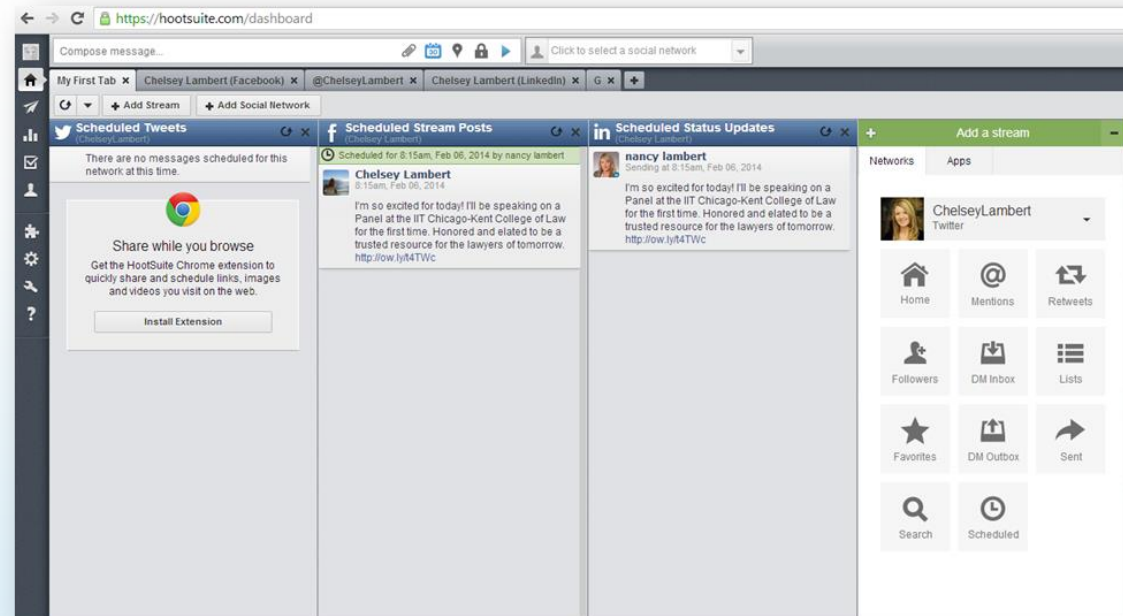 https://hootsuite.com/dashboard
Compose message...
Click to select a social network
My First Tab
Chelsey Lambert (Facebook)
@ChelseyLambert
Chelsey Lambert (LinkedIn)
G
Add Stream
Add Social Network
Scheduled Tweets
(ChelseyLambert)
There are no messages scheduled for this
network at this time.
Share while you browse
Get the HootSuite Chrome extension to
quickly share and schedule links, images
and videos you visit on the web.
Install Extension
Scheduled Stream Posts
(Chelsey Lambert)
Scheduled for 8:15am, Feb 06, 2014 by nancy lambert
Chelsey Lambert
8:15am, Feb 06, 2014
I'm so excited for today! I'll be speaking on a
Panel at the IIT Chicago-Kent College of Law
for the first time. Honored and elated to be a
trusted resource for the lawyers of tomorrow.
http://ow.ly/t4TWc
Scheduled Status Updates
(Chelsey Lambert)
nancy lambert
Sending at 8:15am, Feb 06, 2014
I'm so excited for today! I'll be speaking on a
Panel at the IIT Chicago-Kent College of Law
for the first time. Honored and elated to be a
trusted resource for the lawyers of tomorrow.
http://ow.ly/t4TWc
Add a stream
Networks Apps
ChelseyLambert
Twitter
Home Mentions Retweets
Followers DM Inbox Lists
Favorites DM Outbox Sent
Search Scheduled